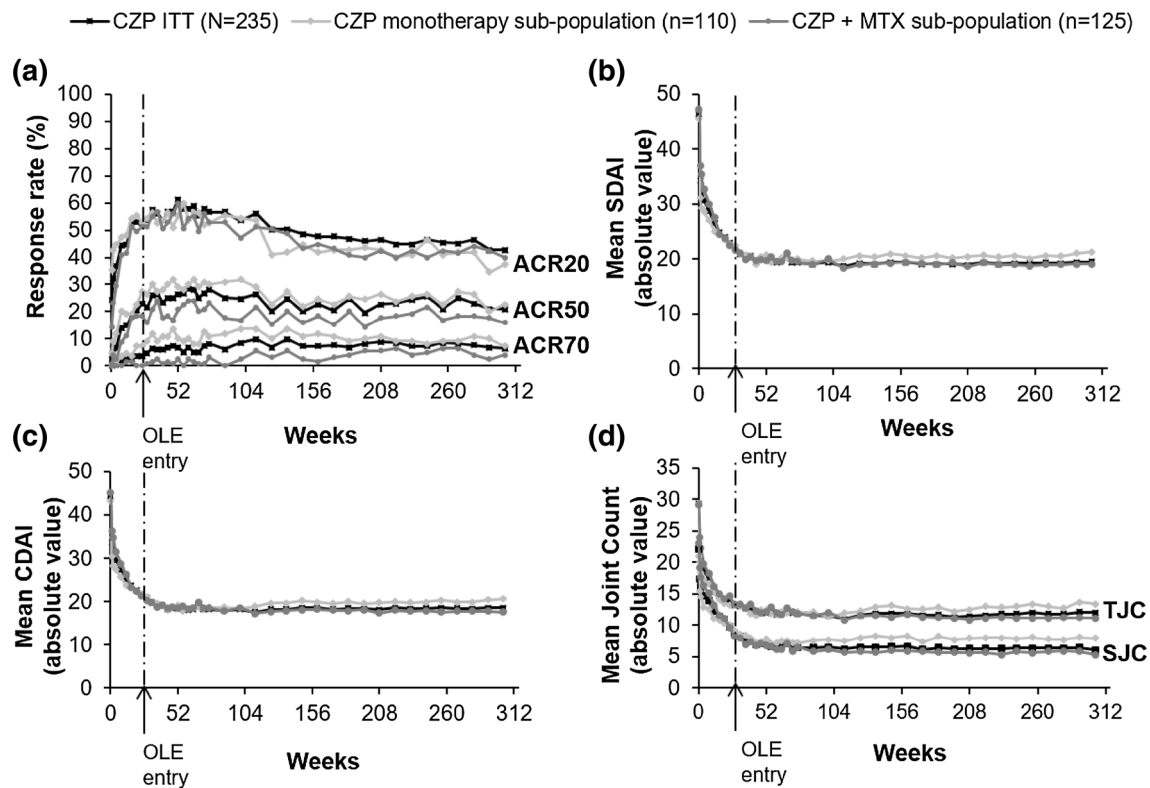 CZP ITT (N=235) CZP monotherapy sub-population (n=110) CZP + MTX sub-population (n=125)
(a)
Response rate (%)
100
90
80
70
60
50
40
30
20
10
0
ACR20
ACR50
ACR70
0 52 104 156 208 260 312
OLE
entry
Weeks
(b)
Mean SDAI
(absolute value)
50
40
30
20
10
0
0 52 104 156 208 260 312
OLE
entry
Weeks
(c)
Mean CDAI
(absolute value)
50
40
30
20
10
0
0 52 104 156 208 260 312
OLE
entry
Weeks
(d)
Mean Joint Count
(absolute value)
35
30
25
20
15
10
5
0
TJC
SJC
0 52 104 156 208 260 312
OLE
entry
Weeks